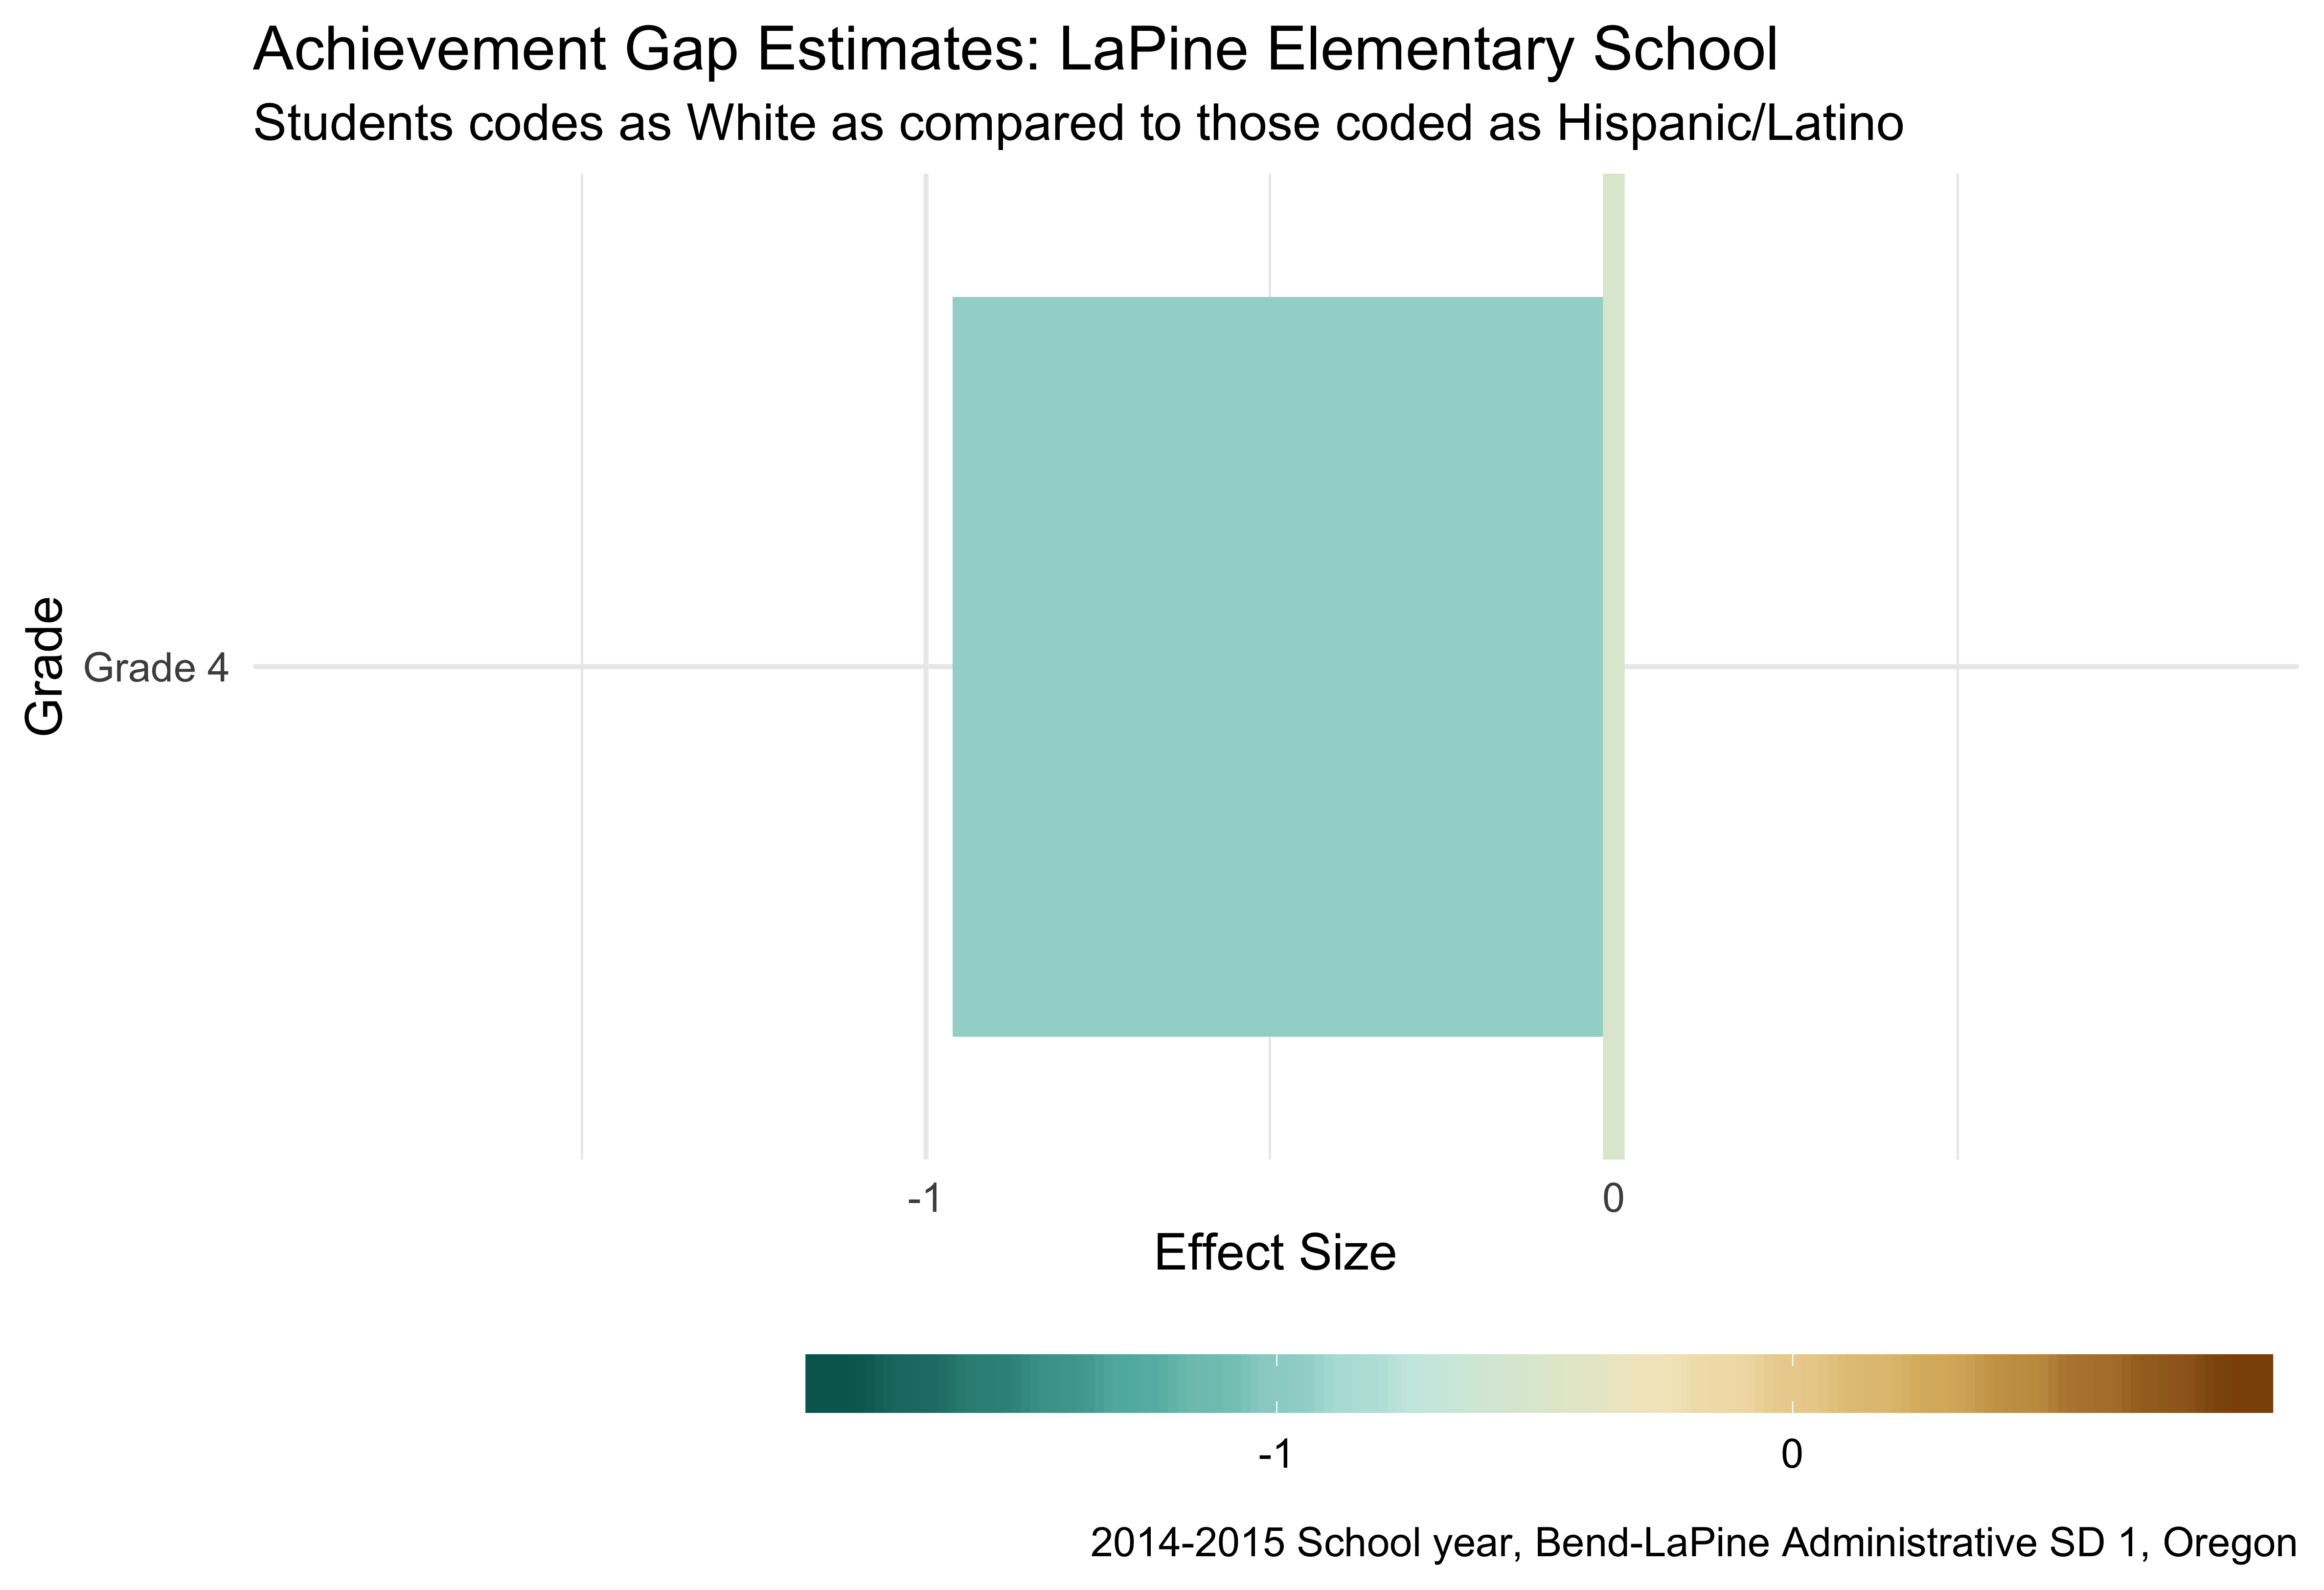 Achievement Gap Estimates: LaPine Elementary School
Students codes as White as compared to those coded as Hispanic/Latino
Grade
Grade 4
-1
0
Effect Size
-1
0
2014-2015 School year, Bend-LaPine Administrative SD 1, Oregon